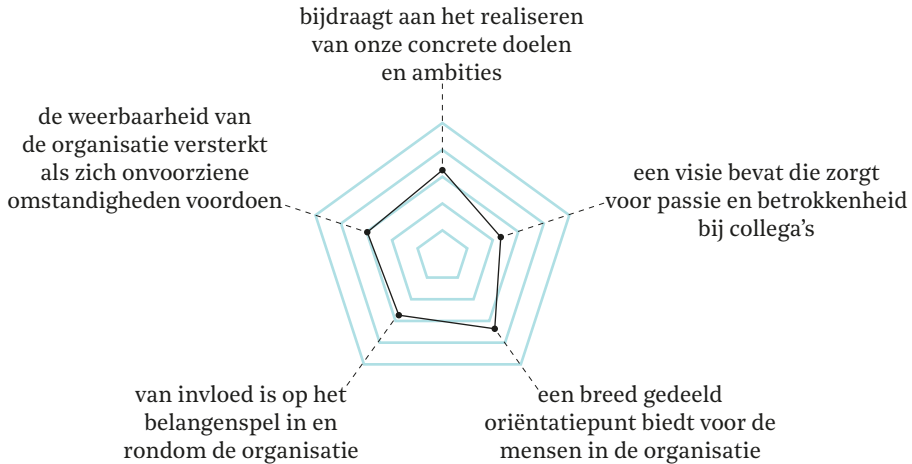 bijdraagt aan het realiseren
van onze concrete doelen
en ambities
de weerbaarheid van
de organisatie versterkt
als zich onvoorziene
omstandigheden voordoen
een visie bevat die zorgt
voor passie en betrokkenheid
bij collega’s
van invloed is op het
belangenspel in en
rondom de organisatie
een breed gedeeld
oriëntatiepunt biedt voor de
mensen in de organisatie